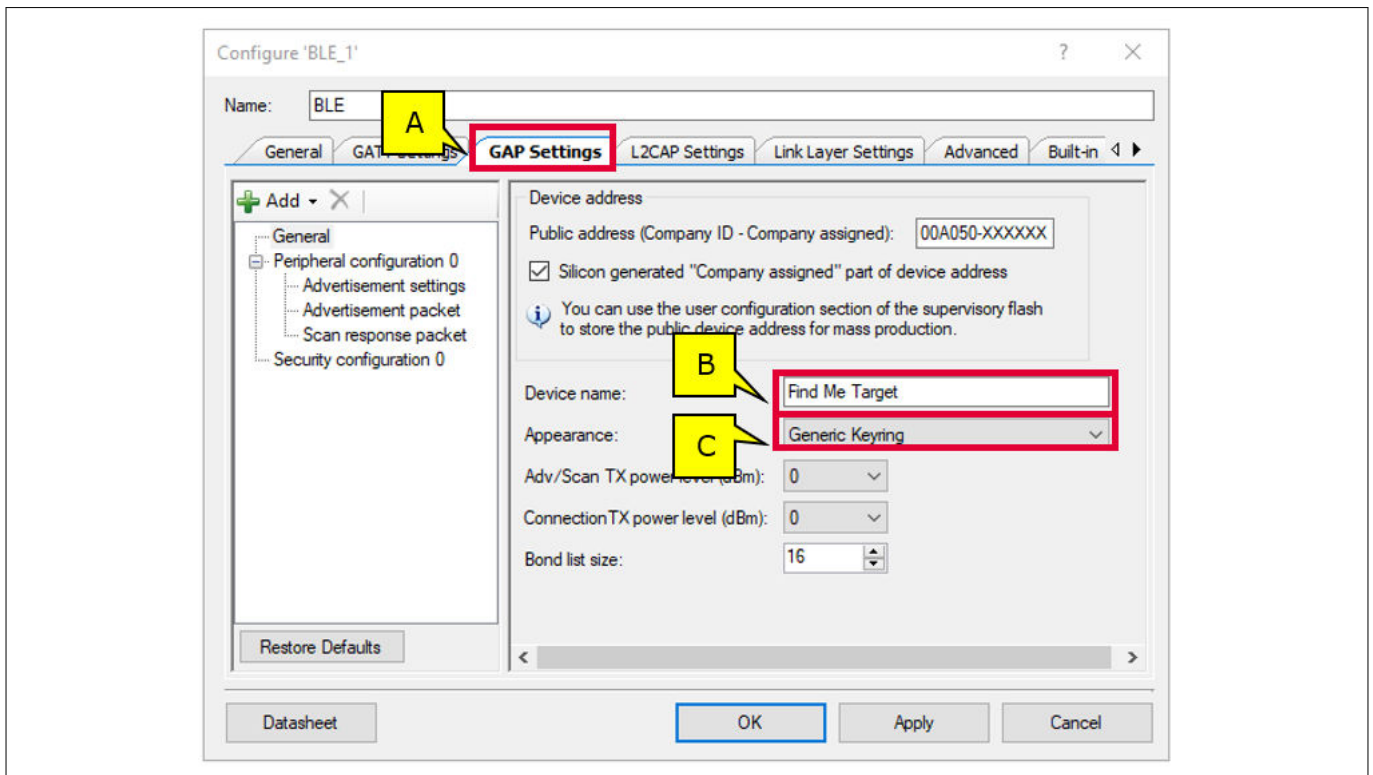 Configure 'BLE_1'
?
Name: BLE
A
General
GAP Settings
L2CAP Settings
Link Layer Settings
Advanced
Built-in
Add
General
Peripheral configuration 0
Advertisement settings
Advertisement packet
Scan response packet
Security configuration 0
Restore Defaults
Device address
Public address (Company ID - Company assigned): 00A050-XXXXXX
Silicon generated "Company assigned" part of device address
You can use the user configuration section of the supervisory flash
to store the public device address for mass production.
B
Device name: Find Me Target
C
Appearance: Generic Keyring
Adv/Scan TX power (dBm): 0
Connection TX power level (dBm): 0
Bond list size: 16
Datasheet
OK
Apply
Cancel